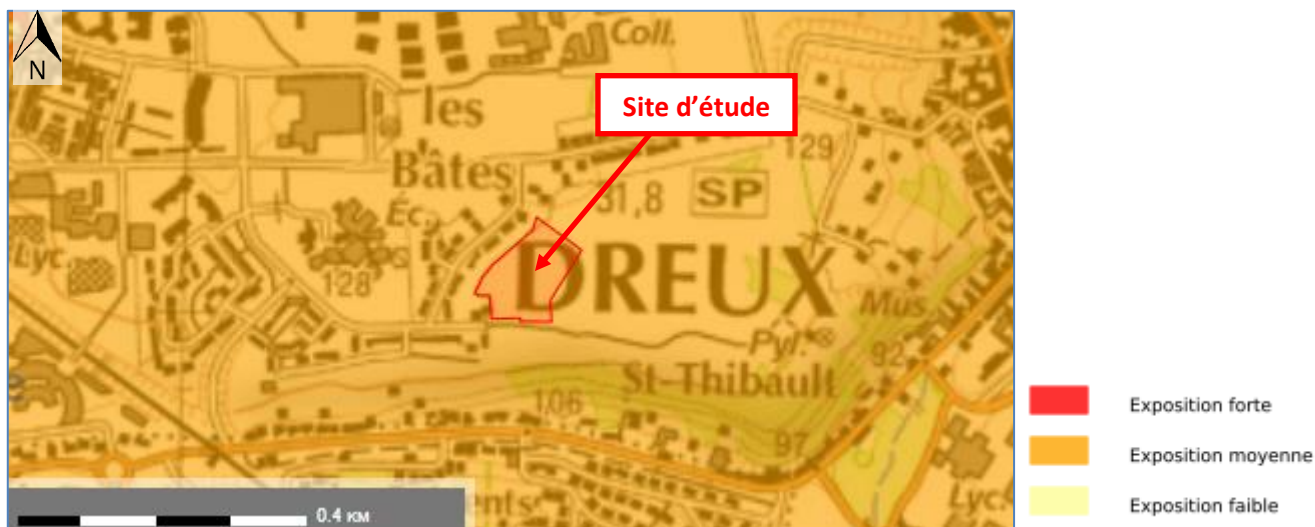 N
Coll.
les
Site d'étude
Bâtes
129
31,8
SP
Éc.
Lyc.
128
DREUX
Mus.
Pyl.
92
St-Thibault
106
97
Lyc.
0.4 KM
Exposition forte
Exposition moyenne
Exposition faible